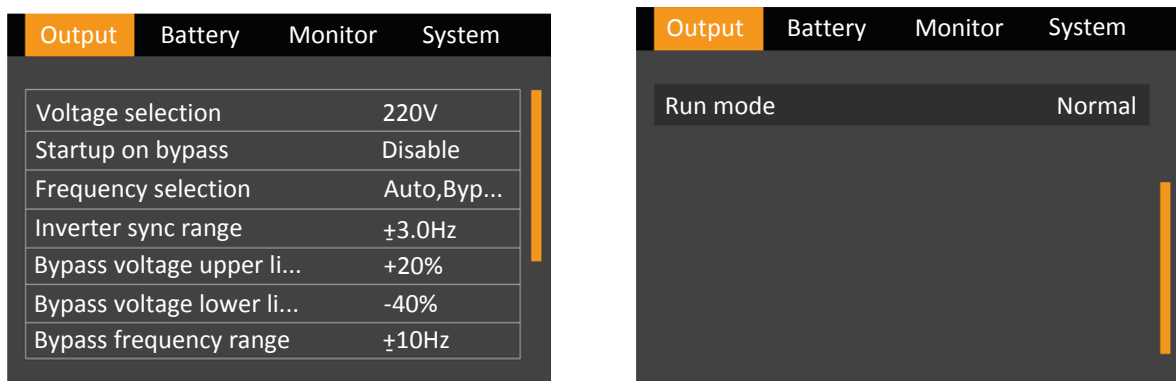 Output Battery Monitor System
Voltage selection 220V
Startup on bypass Disable
Frequency selection Auto,Byp...
Inverter sync range ±3.0Hz
Bypass voltage upper li... +20%
Bypass voltage lower li... -40%
Bypass frequency range ±10Hz
Output Battery Monitor System
Run mode Normal